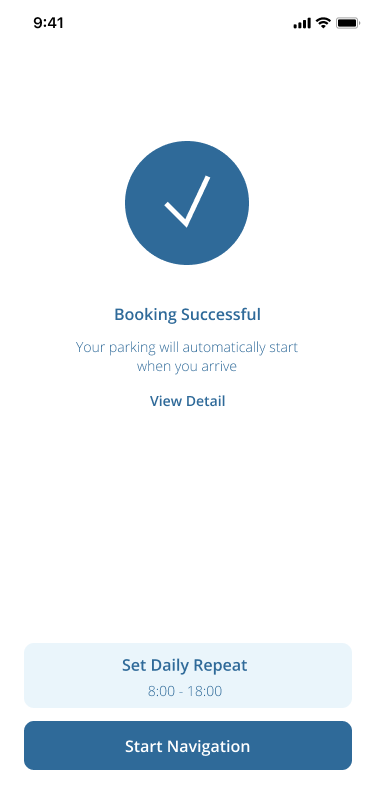 9:41
Booking Successful
Your parking will automatically start
when you arrive
View Detail
Set Daily Repeat
8:00 - 18:00
Start Navigation